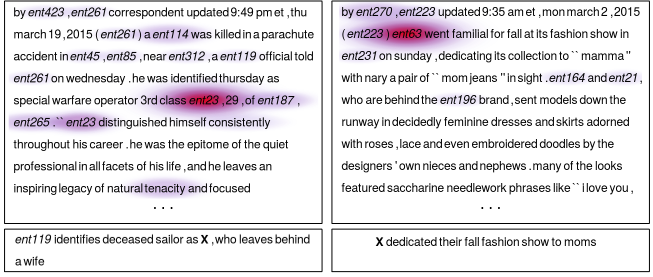 by ent423 , ent261 correspondent updated 9:49 pm et , thu
march 19 , 2015 ( ent261 ) a ent114 was killed in a parachute
accident in ent45 , ent85 , near ent312 , a ent119 official told
ent261 on wednesday . he was identified thursday as
special warfare operator 3rd class ent23 , 29 , of ent187 ,
ent265 . `` ent23 distinguished himself consistently
throughout his career . he was the epitome of the quiet
professional in all facets of his life , and he leaves an
inspiring legacy of natural tenacity and focused
. . .
ent119 identifies deceased sailor as X , who leaves behind
a wife
by ent270 , ent223 updated 9:35 am et , mon march 2 , 2015
( ent223 ) ent63 went familial for fall at its fashion show in
ent231 on sunday , dedicating its collection to `` mamma ''
with nary a pair of `` mom jeans '' in sight . ent164 and ent21 ,
who are behind the ent196 brand , sent models down the
runway in decidedly feminine dresses and skirts adorned
with roses , lace and even embroidered doodles by the
designers ' own nieces and nephews . many of the looks
featured saccharine needlework phrases like `` i love you ,
. . .
X dedicated their fall fashion show to moms